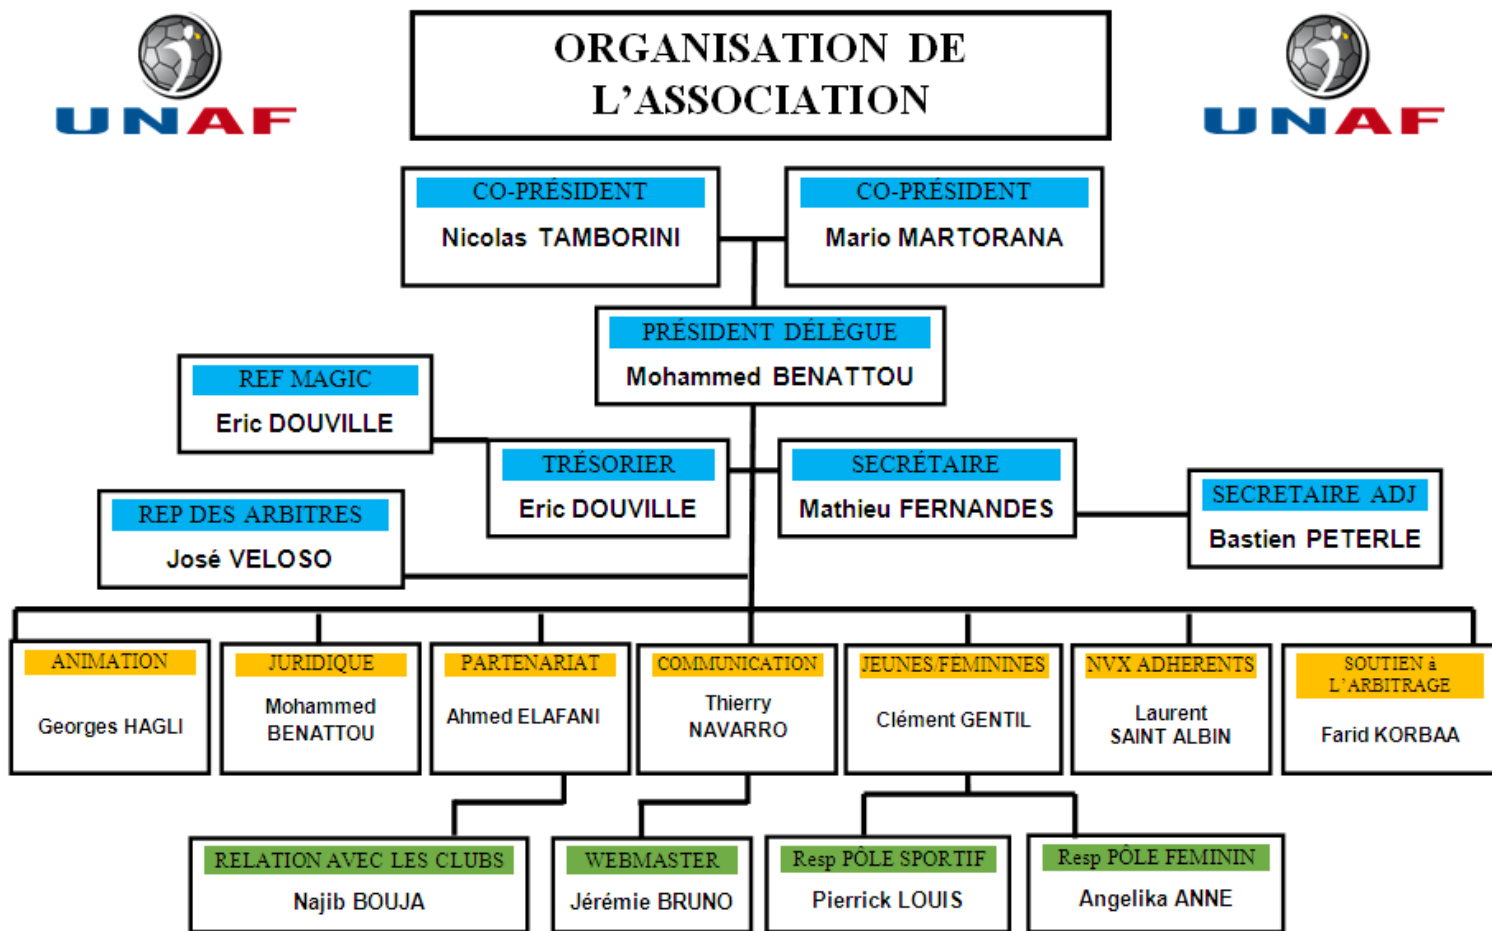 ORGANISATION DE
L'ASSOCIATION
UNAF
UNAF
CO-PRÉSIDENT
Nicolas TAMBORINI
CO-PRÉSIDENT
Mario MARTORANA
PRÉSIDENT DÉLÈGUE
Mohammed BENATTOU
REF MAGIC
Eric DOUVILLE
TRÉSORIER
Eric DOUVILLE
SECRÉTAIRE
Mathieu FERNANDES
SECRETAIRE ADJ
Bastien PETERLE
REP DES ARBITRES
José VELOSO
ANIMATION
Georges HAGLI
JURIDIQUE
Mohammed
BENATTOU
PARTENARIAT
Ahmed ELAFANI
COMMUNICATION
Thierry
NAVARRO
JEUNES/FÉMININES
Clément GENTIL
NVX ADHERENTS
Laurent
SAINT ALBIN
SOUTIEN à
L'ARBITRAGE
Farid KORBAA
RELATION AVEC LES CLUBS
Najib BOUJA
WEBMASTER
Jérémie BRUNO
Resp PÔLE SPORTIF
Pierrick LOUIS
Resp PÔLE FEMININ
Angelika ANNE